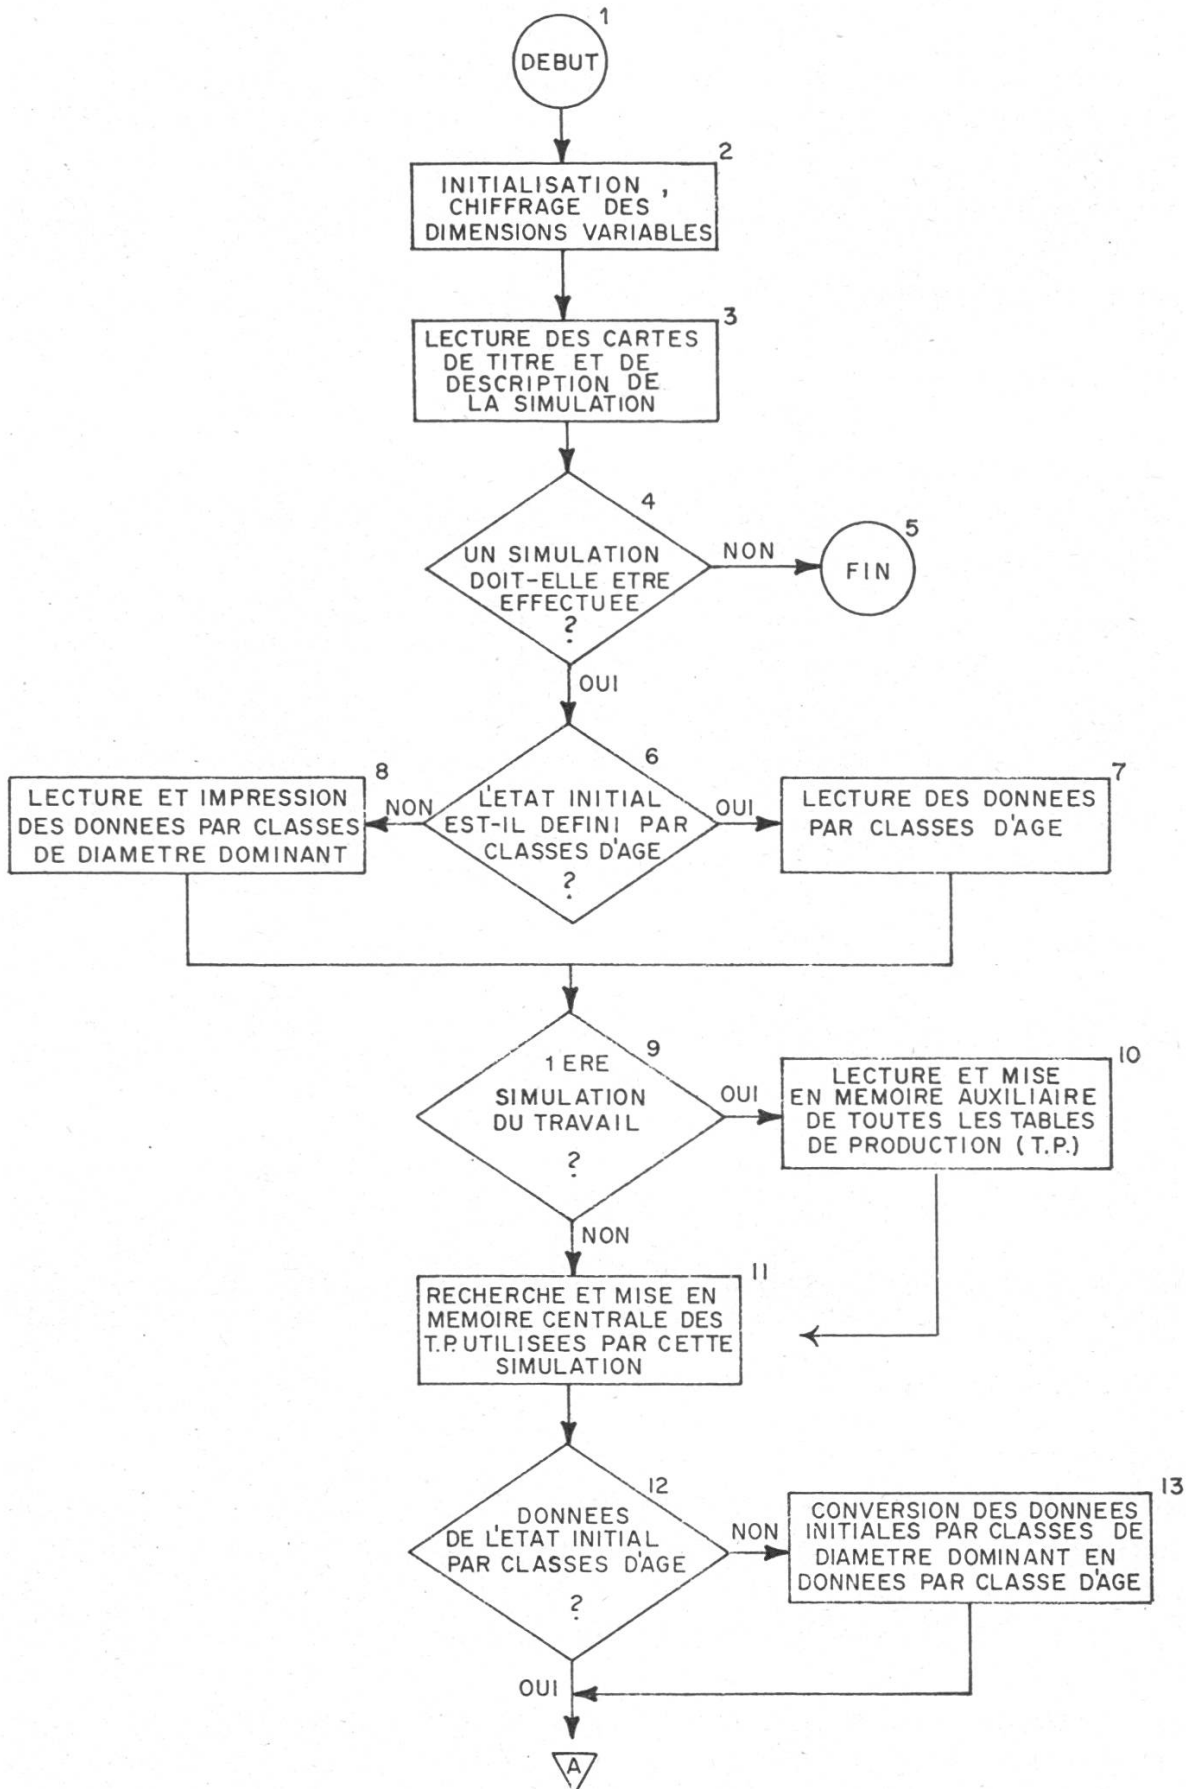 1
DEBUT
2
INITIALISATION ,
CHIFFRAGE DES
DIMENSIONS VARIABLES
3
LECTURE DES CARTES
DE TITRE ET DE
DESCRIPTION DE
LA SIMULATION
4
UN SIMULATION
DOIT-ELLE ETRE
EFFECTUEE
?
NON
5
FIN
OUI
6
L'ETAT INITIAL
EST-IL DEFINI PAR
CLASSES D'AGE
?
NON
8
LECTURE ET IMPRESSION
DES DONNEES PAR CLASSES
DE DIAMETRE DOMINANT
OUI
7
LECTURE DES DONNEES
PAR CLASSES D'AGE
9
1 ERE
SIMULATION
DU TRAVAIL
?
OUI
10
LECTURE ET MISE
EN MEMOIRE AUXILIAIRE
DE TOUTES LES TABLES
DE PRODUCTION (T.P.)
NON
11
RECHERCHE ET MISE EN
MEMOIRE CENTRALE DES
T.P. UTILISEES PAR CETTE
SIMULATION
12
DONNEES
DE L'ETAT INITIAL
PAR CLASSES D'AGE
?
NON
13
CONVERSION DES DONNEES
INITIALES PAR CLASSES DE
DIAMETRE DOMINANT EN
DONNEES PAR CLASSE D'AGE
OUI
A